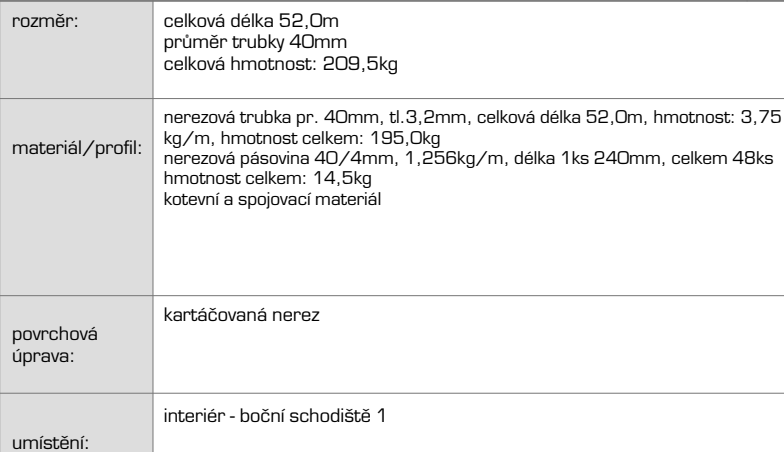 rozměr:
celková délka 52,0m
průměr trubky 40mm
celková hmotnost: 209,5kg
materiál/profil:
nerezová trubka pr. 40mm, tl.3,2mm, celková délka 52,0m, hmotnost: 3,75
kg/m, hmotnost celkem: 195,0kg
nerezová pásovina 40/4mm, 1,256kg/m, délka 1ks 240mm, celkem 48ks
hmotnost celkem: 14,5kg
kotevní a spojovací materiál
povrchová
úprava:
kartáčovaná nerez
umístění:
interiér - boční schodiště 1